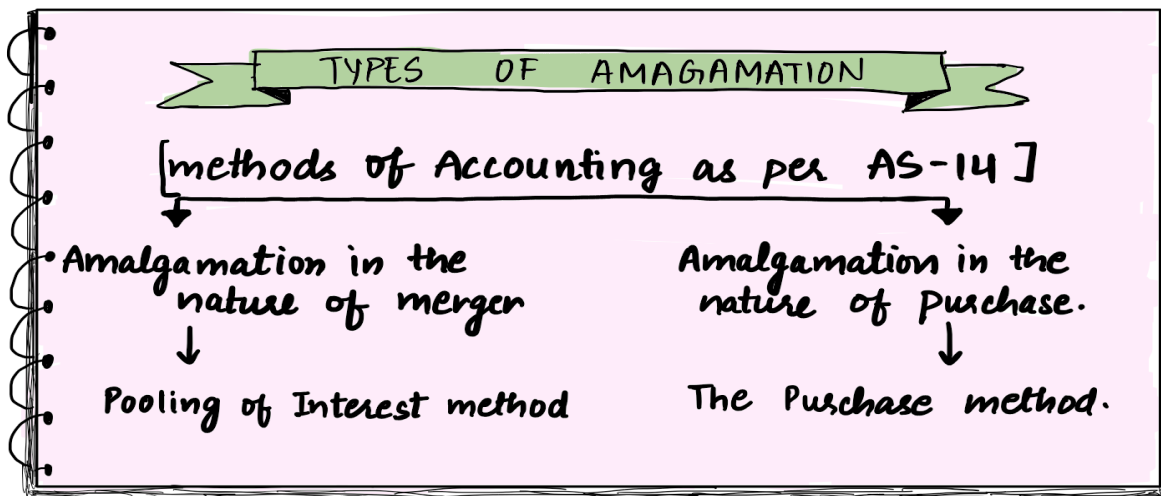 TYPES OF AMAGAMATION
[methods of Accounting as per AS-14]
Amalgamation in the
nature of merger
Pooling of Interest method
Amalgamation in the
nature of purchase.
The Purchase method.